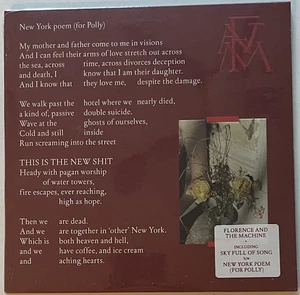 New York poem (for Polly)
My mother and father come to me in visions
And I can feel their arms of love stretch out across
the sea, across time, across divorces deception
and death, I know that I am their daughter.
And I know that they love me, despite the damage.
We walk past the hotel where we nearly died,
a kind of, passive double suicide.
Wave at the ghosts of ourselves,
Cold and still inside
Run screaming into the street
THIS IS THE NEW SHIT
Heady with pagan worship
of water towers,
fire escapes, ever reaching,
high as hope.
Then we are dead.
And we are together in 'other' New York.
Which is both heaven and hell,
and we have coffee, and ice cream
and aching hearts.
FATM
FLORENCE AND
THE MACHINE
INCLUDING
SKY FULL OF SONG
b/w
NEW YORK POEM
(FOR POLLY)